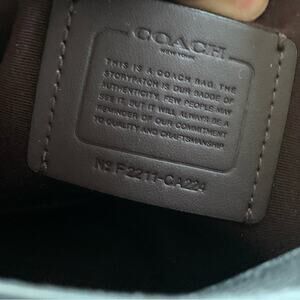 COACH
NEW YORK
THIS IS A COACH BAG. THE
STORYPATCH IS OUR BADGE OF
AUTHENTICITY. FEW PEOPLE MAY
SEE IT BUT IT WILL ALWAYS BE A
REMINDER OF OUR COMMITMENT
TO QUALITY AND CRAFTSMANSHIP.
Nº F2211-CA224